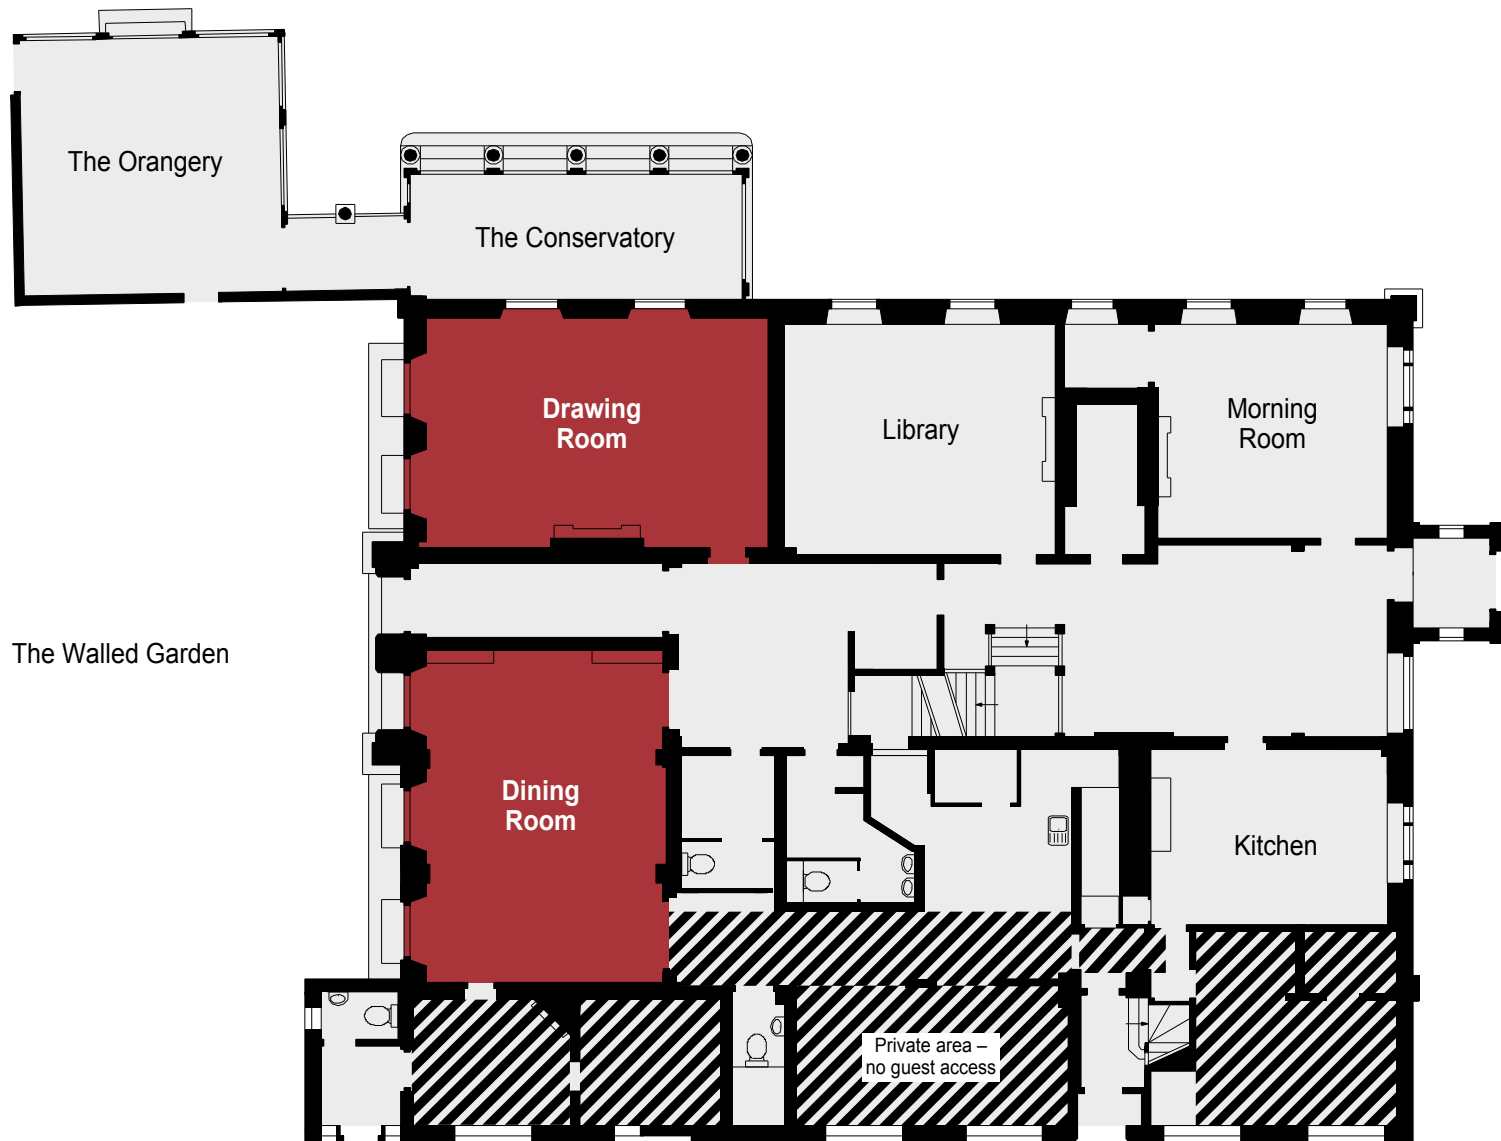 The Orangery
The Conservatory
Drawing
Room
Library
Morning
Room
The Walled Garden
Dining
Room
Kitchen
Private area –
no guest access